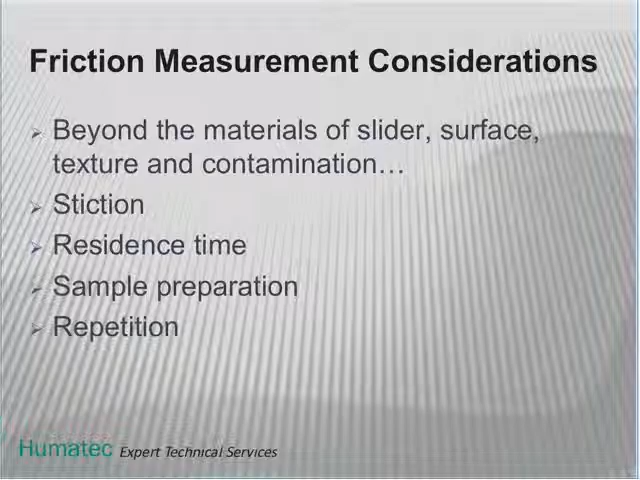 Friction Measurement Considerations
Beyond the materials of slider, surface,
texture and contamination…
Stiction
Residence time
Sample preparation
Repetition
Humatec Expert Technical Services